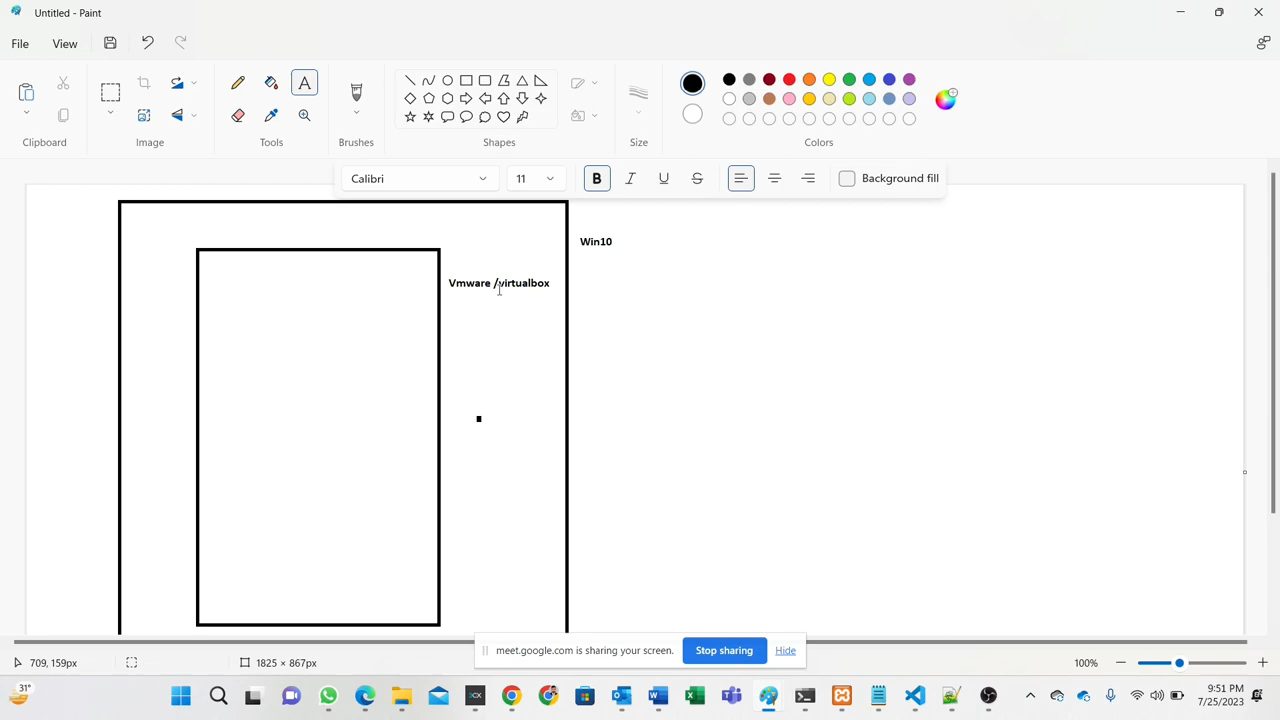 Untitled - Paint
File
View
A
Clipboard
Image
Tools
Brushes
Shapes
Size
Colors
Calibri
11
B
I
U
S
Background fill
Win10
Vmware /virtualbox
meet.google.com is sharing your screen.
Stop sharing
Hide
709, 159px
1825 × 867px
100%
31°
9:51 PM
7/25/2023